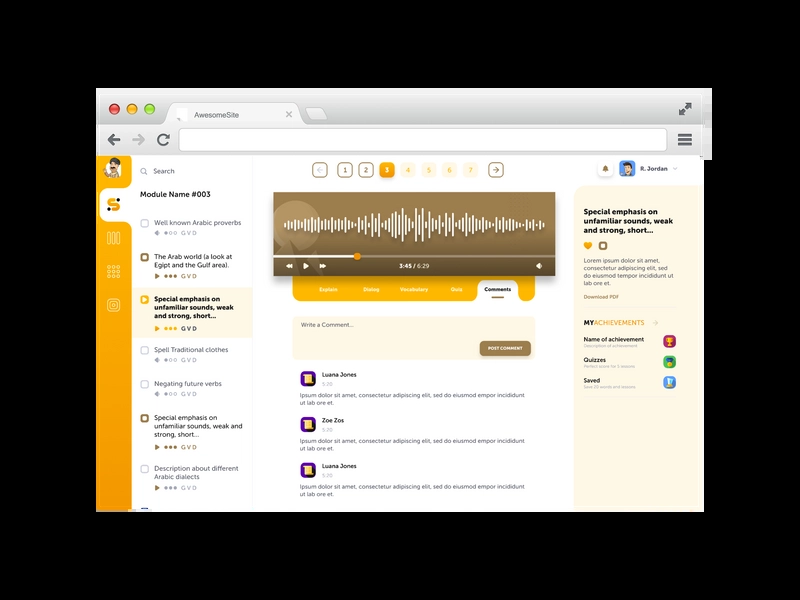 AwesomeSite
Search
Module Name #003
Well known Arabic proverbs
G V D
The Arab world (a look at
Egipt and the Gulf area).
G V D
Special emphasis on
unfamiliar sounds, weak
and strong, short...
G V D
Spell Traditional clothes
G V D
Negating future verbs
G V D
Special emphasis on
unfamiliar sounds, weak and
strong, short...
G V D
Description about different
Arabic dialects
G V D
1 2 3 4 5 6 7
3:45 / 6:29
Explain Dialog Vocabulary Quiz Comments
Write a Comment...
POST COMMENT
Luana Jones
5:20
Ipsum dolor sit amet, consectetur adipiscing elit, sed do eiusmod empor incididunt
ut lab ore et.
Zoe Zos
5:20
Ipsum dolor sit amet, consectetur adipiscing elit, sed do eiusmod empor incididunt
ut lab ore et.
Luana Jones
5:20
Ipsum dolor sit amet, consectetur adipiscing elit, sed do eiusmod empor incididunt
ut lab ore et.
R. Jordan
Special emphasis on
unfamiliar sounds, weak
and strong, short...
Lorem ipsum dolor sit amet,
consectetur adipiscing elit,
sed do eiusmod tempor
incididunt ut labore et.
Download PDF
MYACHIEVEMENTS
Name of achievement
Description of achievement
Quizzes
Perfect score for 3 lessons
Saved